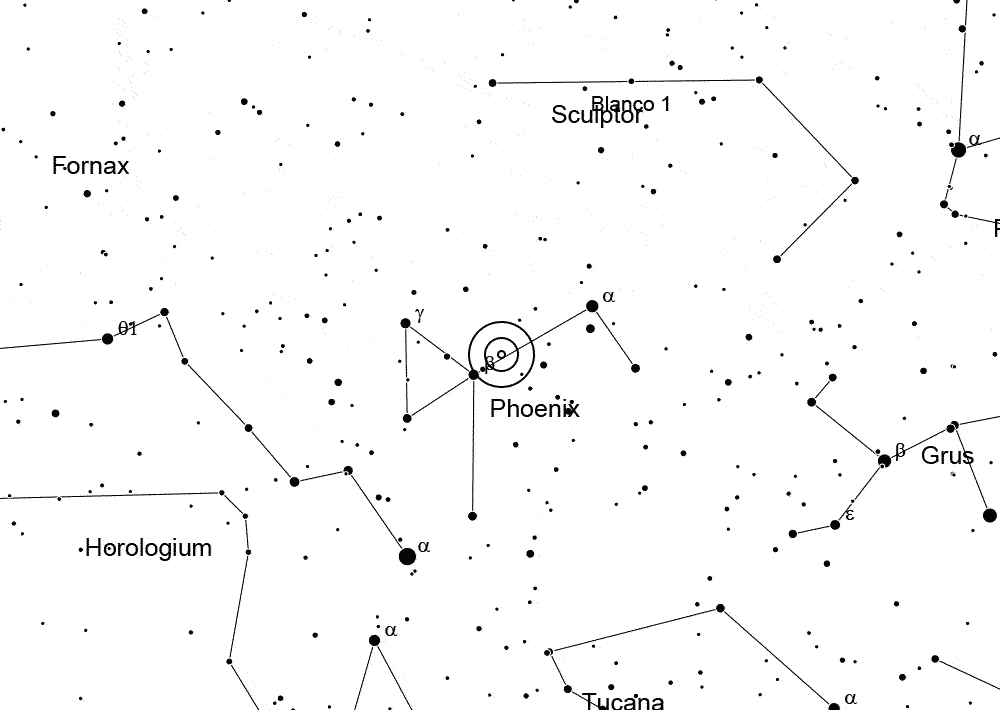 Blanco 1
Sculptor
α
Fornax
α
γ
θ1
β
Phoenix
β
Grus
ε
α
Horologium
α
α
Tucana